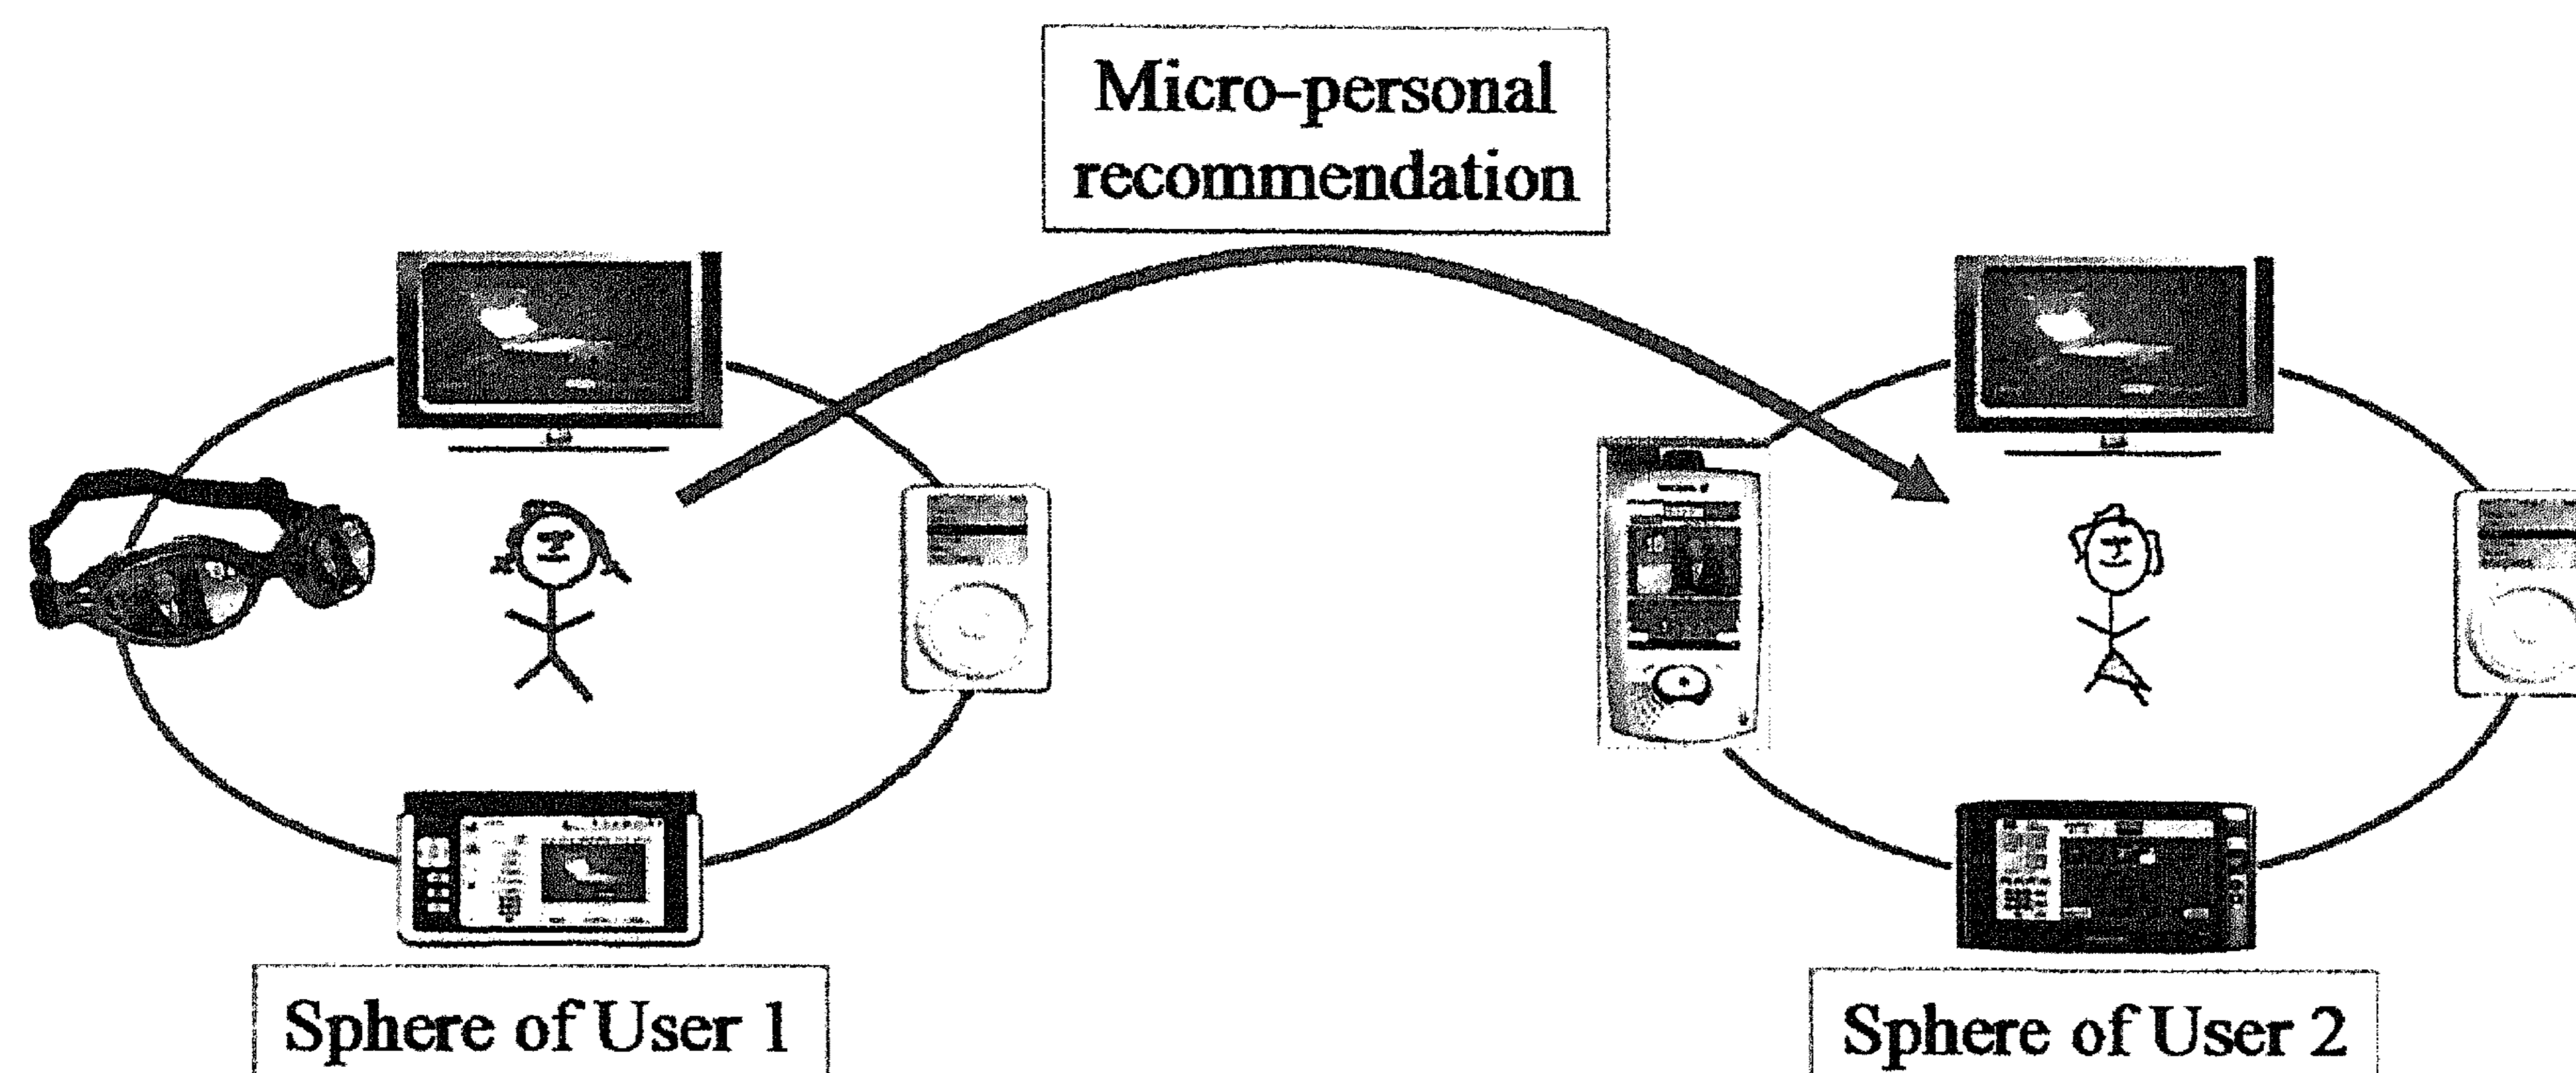 Micro-personal
recommendation
Sphere of User 1
Sphere of User 2